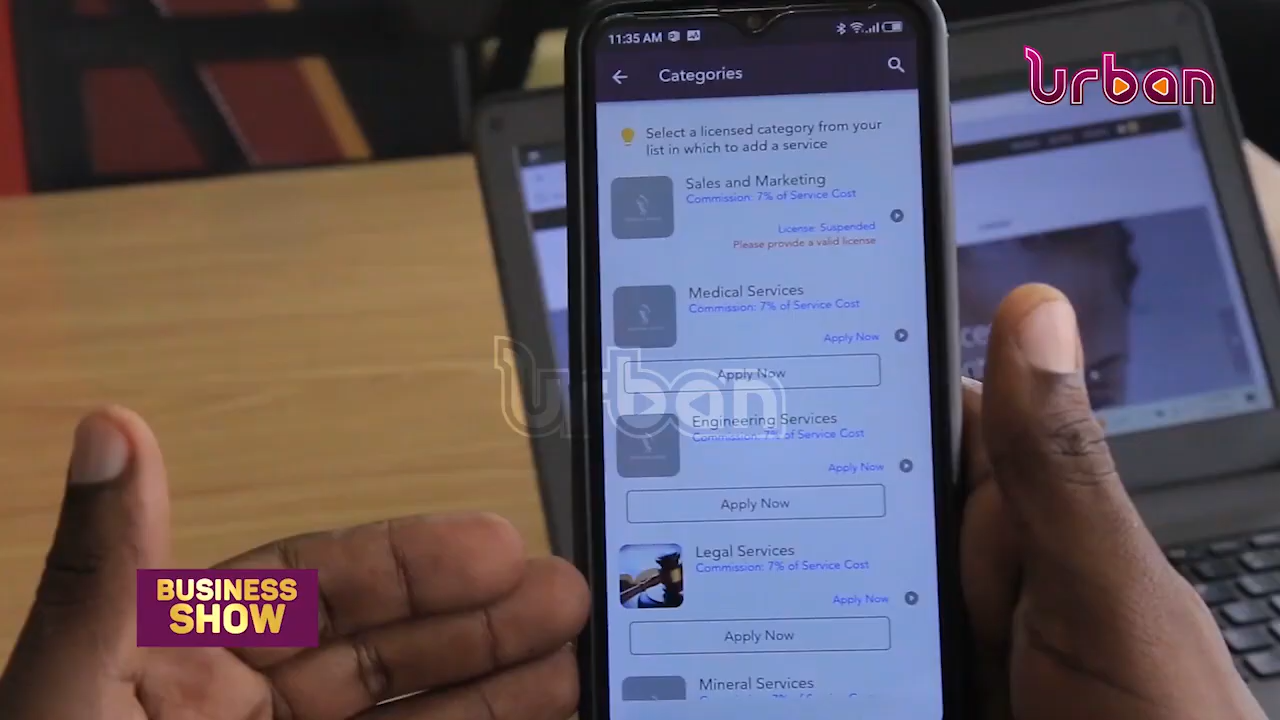 11:35 AM
Categories
Urban
Select a licensed category from your
list in which to add a service
Sales and Marketing
Commission: 7% of Service Cost
License: Suspended
Please provide a valid license
Medical Services
Commission: 7% of Service Cost
Apply Now
Apply Now
Urban
Engineering Services
Commission: 7% of Service Cost
Apply Now
Apply Now
Legal Services
Commission: 7% of Service Cost
Apply Now
Apply Now
Mineral Services
BUSINESS
SHOW